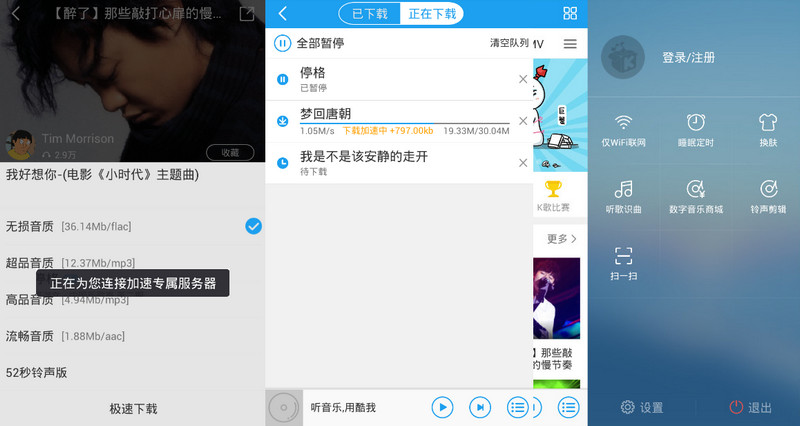 【醉了】那些敲打心扉的慢...
Tim Morrison
2.9万
收藏
我好想你-(电影《小时代》主题曲)
无损音质 [36.14Mb/flac]
超品音质 [12.37Mb/mp3]
正在为您连接加速专属服务器
高品音质 [4.94Mb/mp3]
流畅音质 [1.88Mb/aac]
52秒铃声版
极速下载
已下载 正在下载
全部暂停 清空队列 MV
停格
已暂停
梦回唐朝
1.05M/s 下载加速中 +797.00kb 19.33M/30.04M
我是不是该安静的走开
待下载
K歌比赛
更多
】那些敲
的慢节奏
听音乐,用酷我
登录/注册
仅WiFi联网 睡眠定时 换肤
听歌识曲 数字音乐商城 铃声剪辑
扫一扫
设置 退出